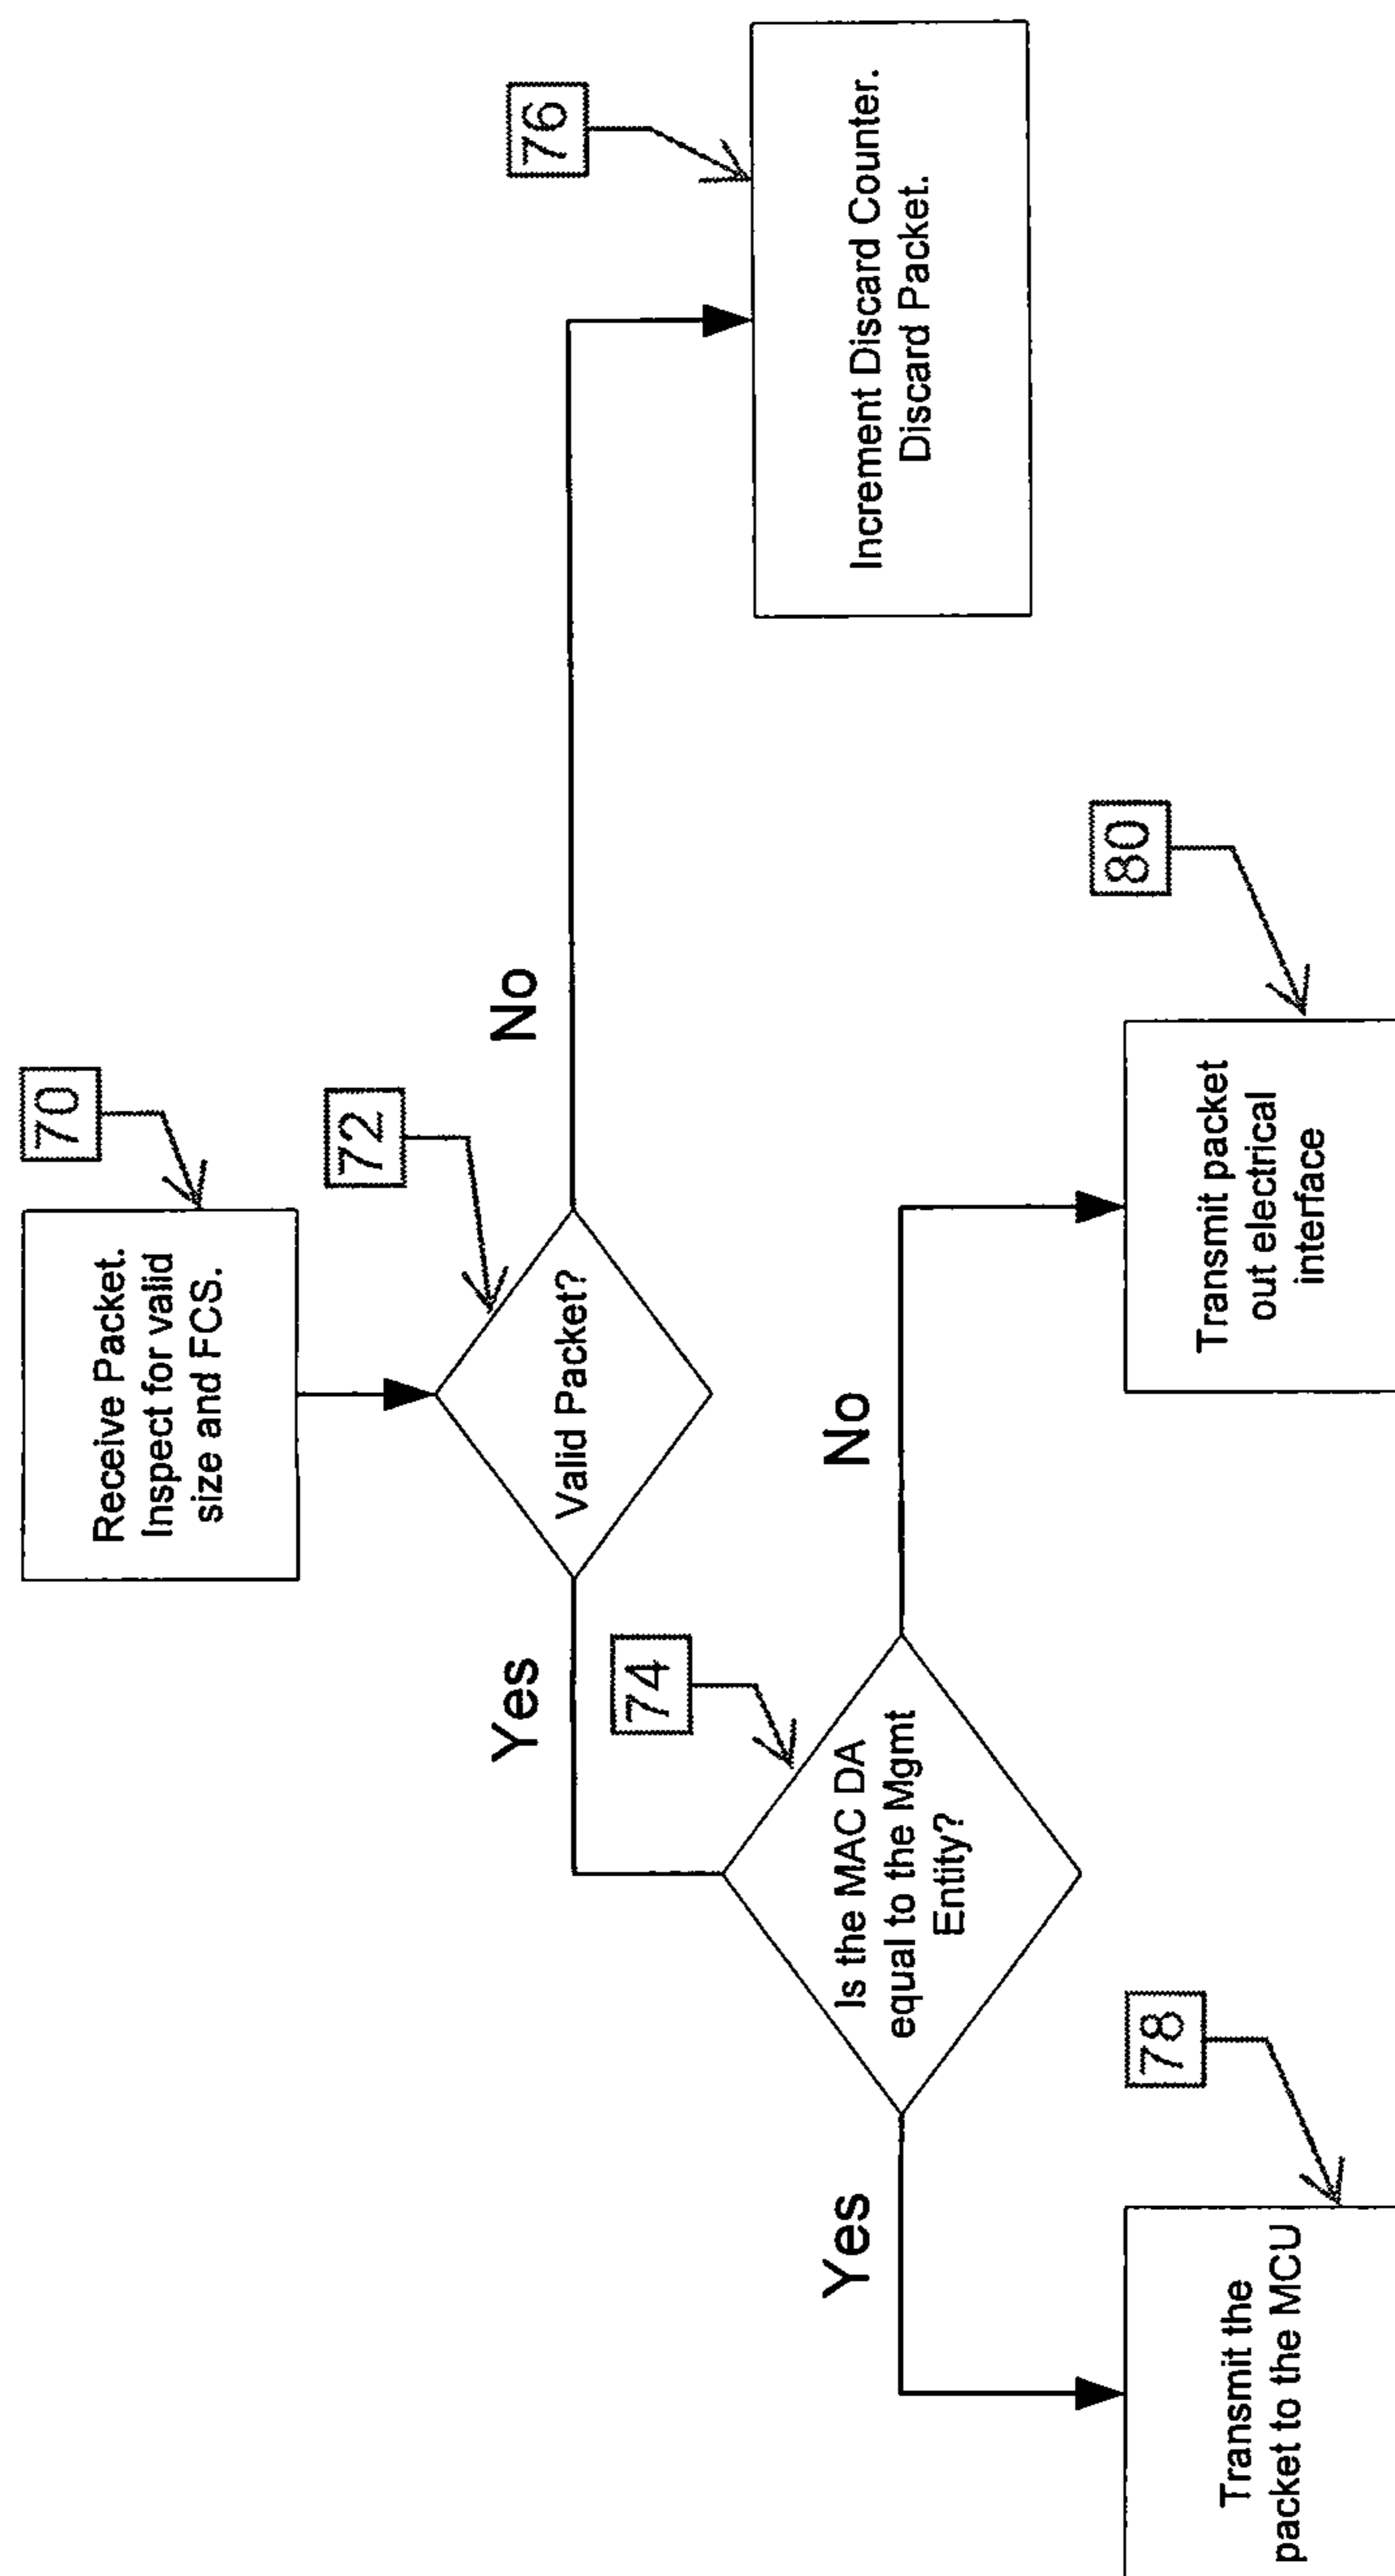 70
Receive Packet.
Inspect for valid
size and FCS.
72
Valid Packet?
Yes
No
76
Increment Discard Counter.
Discard Packet.
74
Is the MAC DA
equal to the Mgmt
Entity?
Yes
No
78
Transmit the
packet to the MCU
80
Transmit packet
out electrical
interface